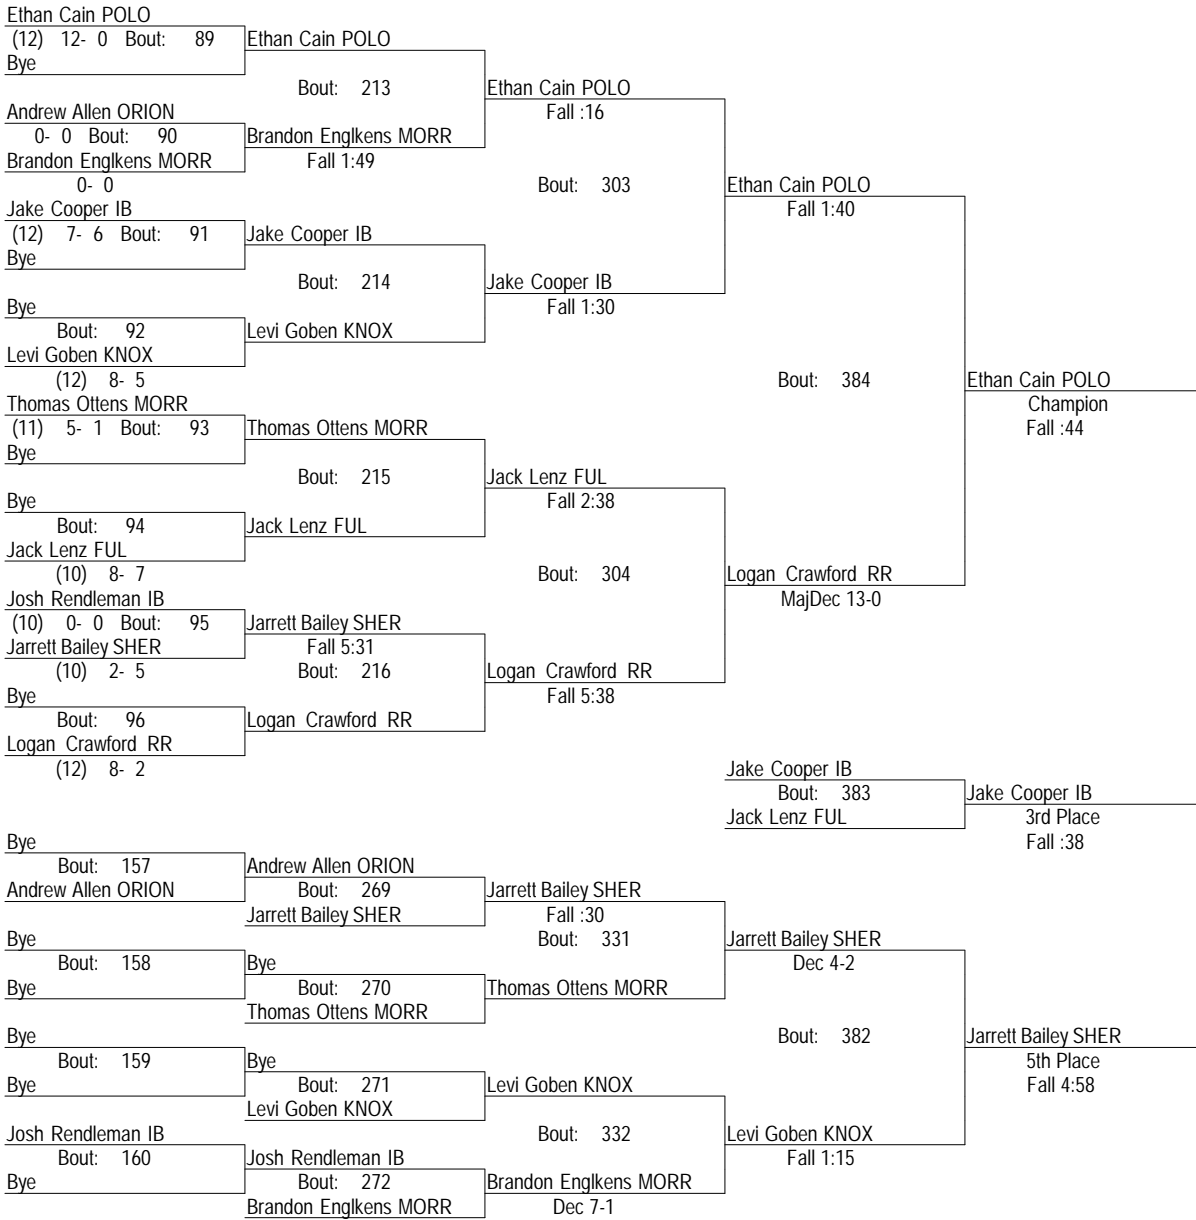 Ethan Cain POLO
(12) 12- 0 Bout: 89 Ethan Cain POLO
Bye
Bout: 213 Ethan Cain POLO
Andrew Allen ORION Fall :16
0- 0 Bout: 90 Brandon Englkens MORR
Brandon Englkens MORR Fall 1:49
0- 0 Bout: 303 Ethan Cain POLO
Jake Cooper IB Fall 1:40
(12) 7- 6 Bout: 91 Jake Cooper IB
Bye
Bout: 214 Jake Cooper IB
Bye Fall 1:30
Bout: 92 Levi Goben KNOX
Levi Goben KNOX
(12) 8- 5 Bout: 384 Ethan Cain POLO
Thomas Ottens MORR Champion
(11) 5- 1 Bout: 93 Thomas Ottens MORR Fall :44
Bye
Bout: 215 Jack Lenz FUL
Bye Fall 2:38
Bout: 94 Jack Lenz FUL
Jack Lenz FUL
(10) 8- 7 Bout: 304 Logan Crawford RR
Josh Rendleman IB MajDec 13-0
(10) 0- 0 Bout: 95 Jarrett Bailey SHER
Jarrett Bailey SHER Fall 5:31
(10) 2- 5 Bout: 216 Logan Crawford RR
Bye Fall 5:38
Bout: 96 Logan Crawford RR
Logan Crawford RR
(12) 8- 2 Jake Cooper IB
Bout: 383 Jake Cooper IB
Jack Lenz FUL 3rd Place
Bye Fall :38
Bout: 157 Andrew Allen ORION
Andrew Allen ORION Bout: 269 Jarrett Bailey SHER
Jarrett Bailey SHER Fall :30
Bye Bout: 331 Jarrett Bailey SHER
Bout: 158 Bye Dec 4-2
Bye Bout: 270 Thomas Ottens MORR
Thomas Ottens MORR
Bye Bout: 382 Jarrett Bailey SHER
Bout: 159 Bye 5th Place
Bye Bout: 271 Levi Goben KNOX Fall 4:58
Levi Goben KNOX
Josh Rendleman IB Bout: 332 Levi Goben KNOX
Bout: 160 Josh Rendleman IB Fall 1:15
Bye Bout: 272 Brandon Englkens MORR
Brandon Englkens MORR Dec 7-1